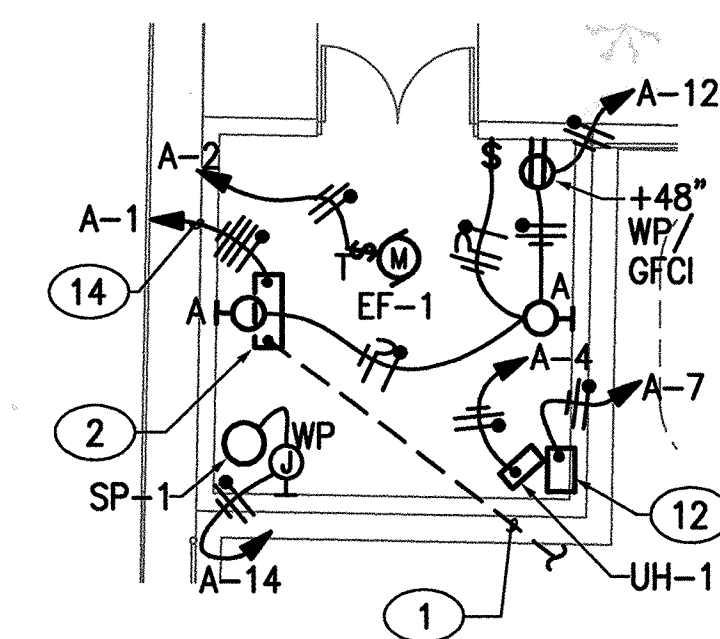 A-12
A-2
$
+48"
WP/
GFCI
A-1
T
M
EF-1
14
A
A
A-4
A-7
2
WP
J
SP-1
12
A-14
UH-1
1